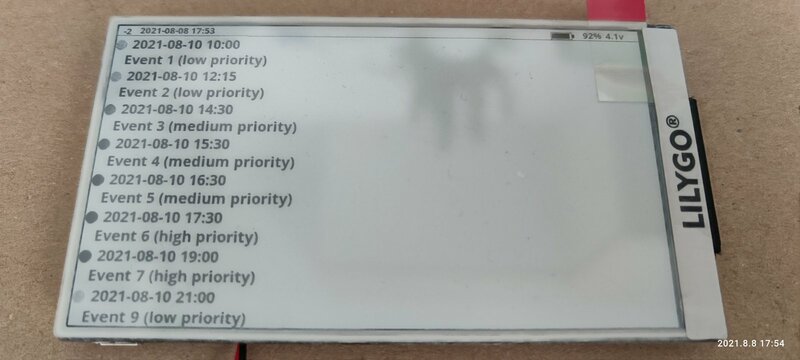 -2 2021-08-08 17:53
92% 4.1v
2021-08-10 10:00
Event 1 (low priority)
2021-08-10 12:15
Event 2 (low priority)
2021-08-10 14:30
Event 3 (medium priority)
2021-08-10 15:30
Event 4 (medium priority)
2021-08-10 16:30
Event 5 (medium priority)
2021-08-10 17:30
Event 6 (high priority)
2021-08-10 19:00
Event 7 (high priority)
2021-08-10 21:00
Event 9 (low priority)
LILYGO®
2021.8.8 17:54